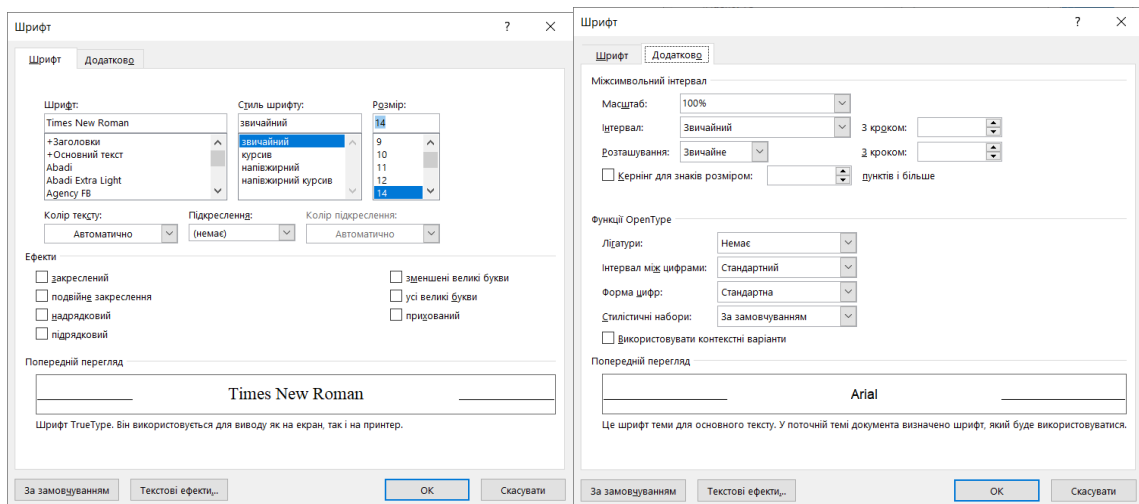 Шрифт ? ×
Шрифт Додатково
Шрифт: Стиль шрифту: Розмір:
Times New Roman звичайний 14
+Заголовки звичайний 9
+Основний текст курсив 10
Abadi напівжирний 11
Abadi Extra Light напівжирний курсив 12
Agency FB 14
Колір тексту: Підкреслення: Колір підкреслення:
Автоматично (немає) Автоматично
Ефекти
закреслений зменшені великі букви
подвійне закреслення усі великі букви
надрядковий прихований
підрядковий
Попередній перегляд
Times New Roman
Шрифт TrueType. Він використовується для виводу як на екран, так і на принтер.
За замовчуванням Текстові ефекти... ОК Скасувати
Шрифт ? ×
Шрифт Додатково
Міжсимвольний інтервал
Масштаб: 100%
Інтервал: Звичайний З кроком:
Розташування: Звичайне З кроком:
Кернінг для знаків розміром: пунктів і більше
Функції OpenType
Лігатури: Немає
Інтервал між цифрами: Стандартний
Форма цифр: Стандартна
Стилістичні набори: За замовчуванням
Використовувати контекстні варіанти
Попередній перегляд
Arial
Це шрифт теми для основного тексту. У поточній темі документа визначено шрифт, який буде використовуватися.
За замовчуванням Текстові ефекти... ОК Скасувати